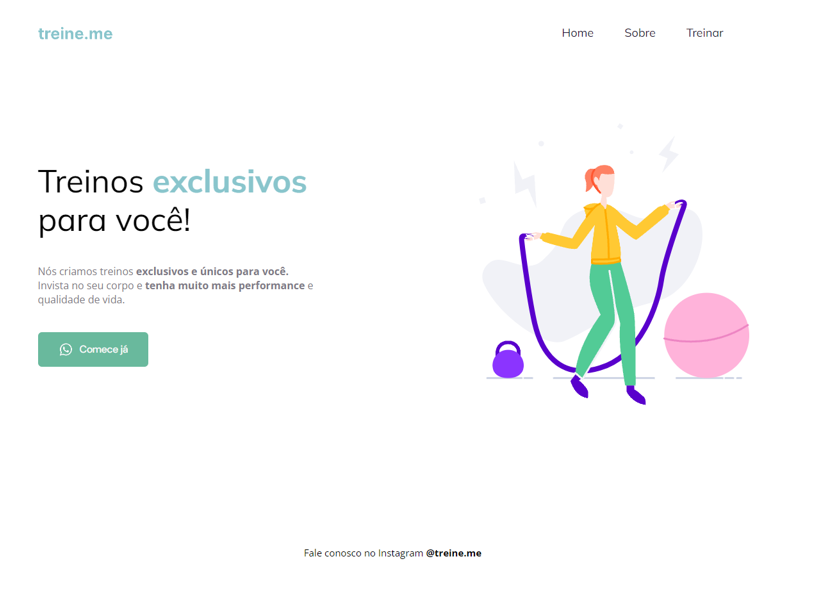 treine.me
Home Sobre Treinar
Treinos exclusivos
para você!
Nós criamos treinos exclusivos e únicos para você.
Invista no seu corpo e tenha muito mais performance e
qualidade de vida.
Comece já
Fale conosco no Instagram @treine.me